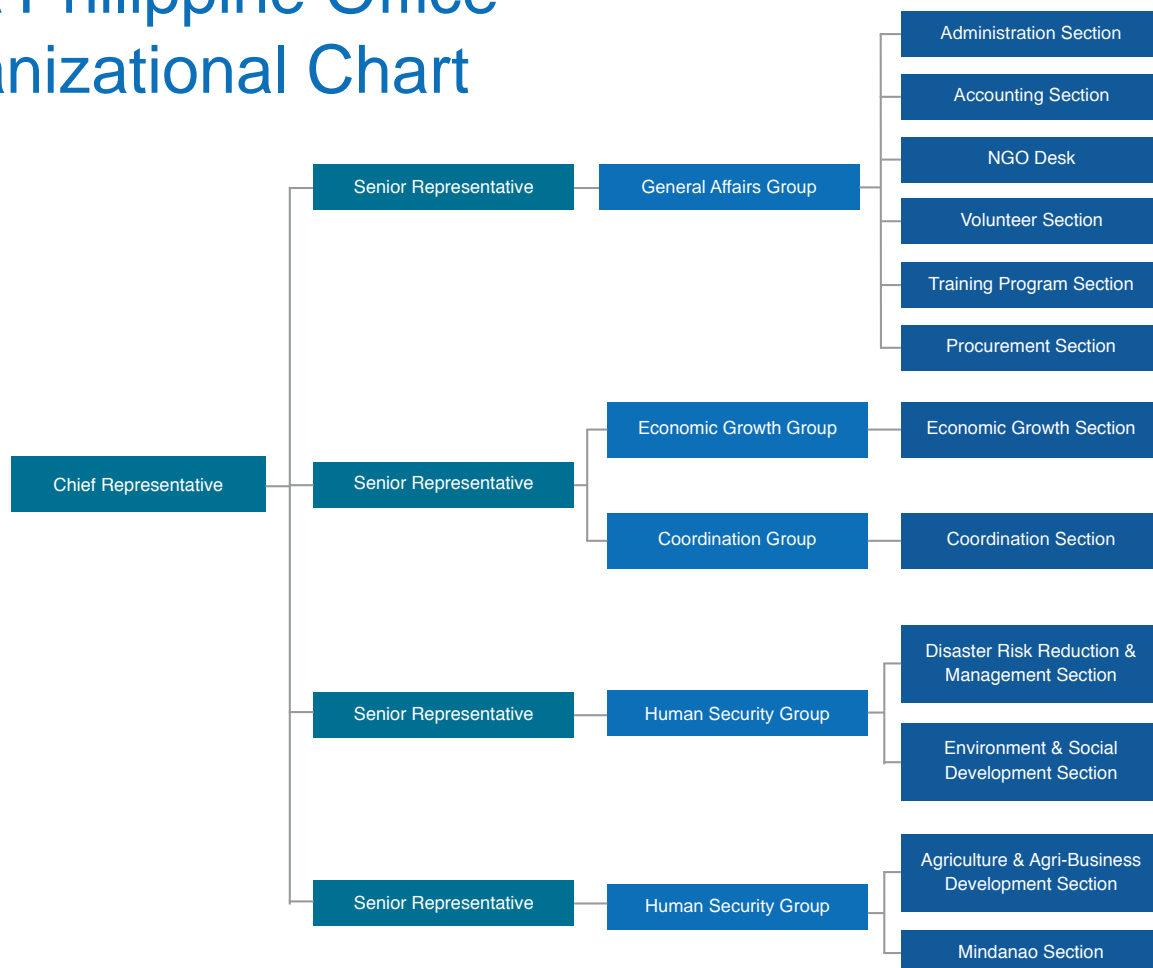 Philippine Office
anizational Chart
Administration Section
Accounting Section
NGO Desk
Senior Representative
General Affairs Group
Volunteer Section
Training Program Section
Procurement Section
Economic Growth Group
Economic Growth Section
Chief Representative
Senior Representative
Coordination Group
Coordination Section
Disaster Risk Reduction &
Management Section
Senior Representative
Human Security Group
Environment & Social
Development Section
Agriculture & Agri-Business
Development Section
Senior Representative
Human Security Group
Mindanao Section